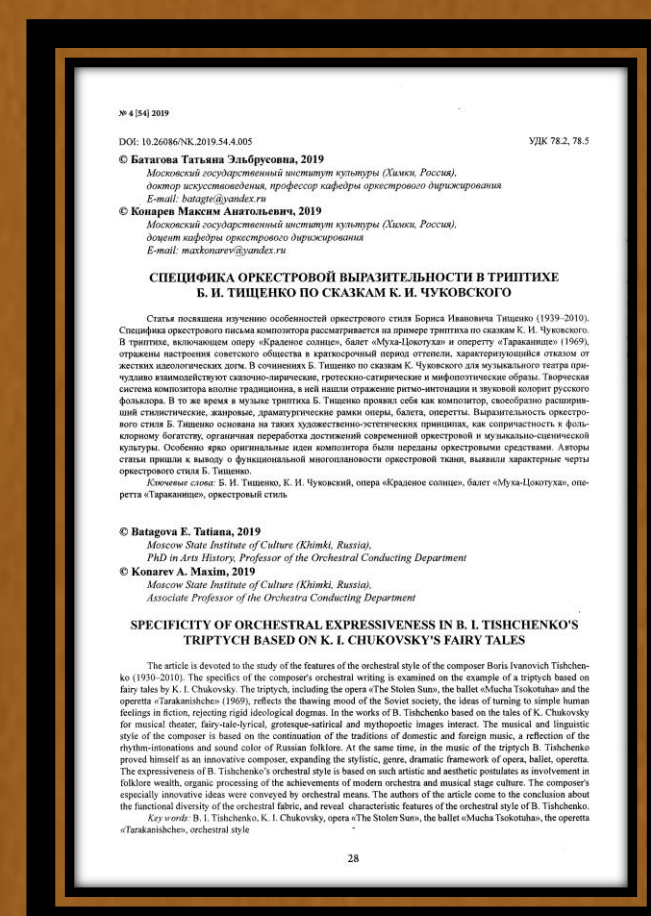 № 4 [54] 2019
DOI: 10.26086/NK.2019.54.4.005 УДК 78.2, 78.5
© Батагова Татьяна Эльбрусовна, 2019
Московский государственный институт культуры (Химки, Россия),
доктор искусствоведения, профессор кафедры оркестрового дирижирования
E-mail: batagte@yandex.ru
© Конарев Максим Анатольевич, 2019
Московский государственный институт культуры (Химки, Россия),
доцент кафедры оркестрового дирижирования
E-mail: maxkonarev@yandex.ru
СПЕЦИФИКА ОРКЕСТРОВОЙ ВЫРАЗИТЕЛЬНОСТИ В ТРИПТИХЕ
Б. И. ТИЩЕНКО ПО СКАЗКАМ К. И. ЧУКОВСКОГО
Статья посвящена изучению особенностей оркестрового стиля Бориса Ивановича Тищенко (1939–2010).
Специфика оркестрового письма композитора рассматривается на примере триптиха по сказкам К. И. Чуковского.
В триптихе, включающем оперу «Краденое солнце», балет «Муха-Цокотуха» и оперетту «Тараканище» (1969),
отражены настроения советского общества в краткосрочный период оттепели, характеризующийся отказом от
жестких идеологических догм. В сочинениях Б. Тищенко по сказкам К. Чуковского для музыкального театра при-
чудливо взаимодействуют сказочно-лирические, гротескно-сатирические и мифопоэтические образы. Творческая
система композитора вполне традиционна, в ней нашли отражение ритмо-интонации и звуковой колорит русского
фольклора. В то же время в музыке триптиха Б. Тищенко проявил себя как композитор, своеобразно расширив-
ший стилистические, жанровые, драматургические рамки оперы, балета, оперетты. Выразительность оркестро-
вого стиля Б. Тищенко основана на таких художественно-эстетических принципах, как сопричастность к фоль-
клорному богатству, органичная переработка достижений современной оркестровой и музыкально-сценической
культуры. Особенно ярко оригинальные идеи композитора были переданы оркестровыми средствами. Авторы
статьи пришли к выводу о функциональной многоплановости оркестровой ткани, выявили характерные черты
оркестрового стиля Б. Тищенко.
Ключевые слова: Б. И. Тищенко, К. И. Чуковский, опера «Краденое солнце», балет «Муха-Цокотуха», опе-
ретта «Тараканище», оркестровый стиль
© Batagova E. Tatiana, 2019
Moscow State Institute of Culture (Khimki, Russia),
PhD in Arts History, Professor of the Orchestral Conducting Department
© Konarev A. Maxim, 2019
Moscow State Institute of Culture (Khimki, Russia),
Associate Professor of the Orchestra Conducting Department
SPECIFICITY OF ORCHESTRAL EXPRESSIVENESS IN B. I. TISHCHENKO'S
TRIPTYCH BASED ON K. I. CHUKOVSKY'S FAIRY TALES
The article is devoted to the study of the features of the orchestral style of the composer Boris Ivanovich Tishchen-
ko (1930–2010). The specifics of the composer's orchestral writing is examined on the example of a triptych based on
fairy tales by K. I. Chukovsky. The triptych, including the opera «The Stolen Sun», the ballet «Mucha Tsokotuha» and the
operetta «Tarakanishche» (1969), reflects the thawing mood of the Soviet society, the ideas of turning to simple human
feelings in fiction, rejecting rigid ideological dogmas. In the works of B. Tishchenko based on the tales of K. Chukovsky
for musical theater, fairy-tale-lyrical, grotesque-satirical and mythopoetic images interact. The musical and linguistic
style of the composer is based on the continuation of the traditions of domestic and foreign music, a reflection of the
rhythm-intonations and sound color of Russian folklore. At the same time, in the music of the triptych B. Tishchenko
proved himself as an innovative composer, expanding the stylistic, genre, dramatic framework of opera, ballet, operetta.
The expressiveness of B. Tishchenko's orchestral style is based on such artistic and aesthetic postulates as involvement in
folklore wealth, organic processing of the achievements of modern orchestra and musical stage culture. The composer's
especially innovative ideas were conveyed by orchestral means. The authors of the article come to the conclusion about
the functional diversity of the orchestral fabric, and reveal characteristic features of the orchestral style of B. Tishchenko.
Key words: B. I. Tishchenko, K. I. Chukovsky, opera «The Stolen Sun», the ballet «Mucha Tsokotuha», the operetta
«Tarakanishche», orchestral style
28